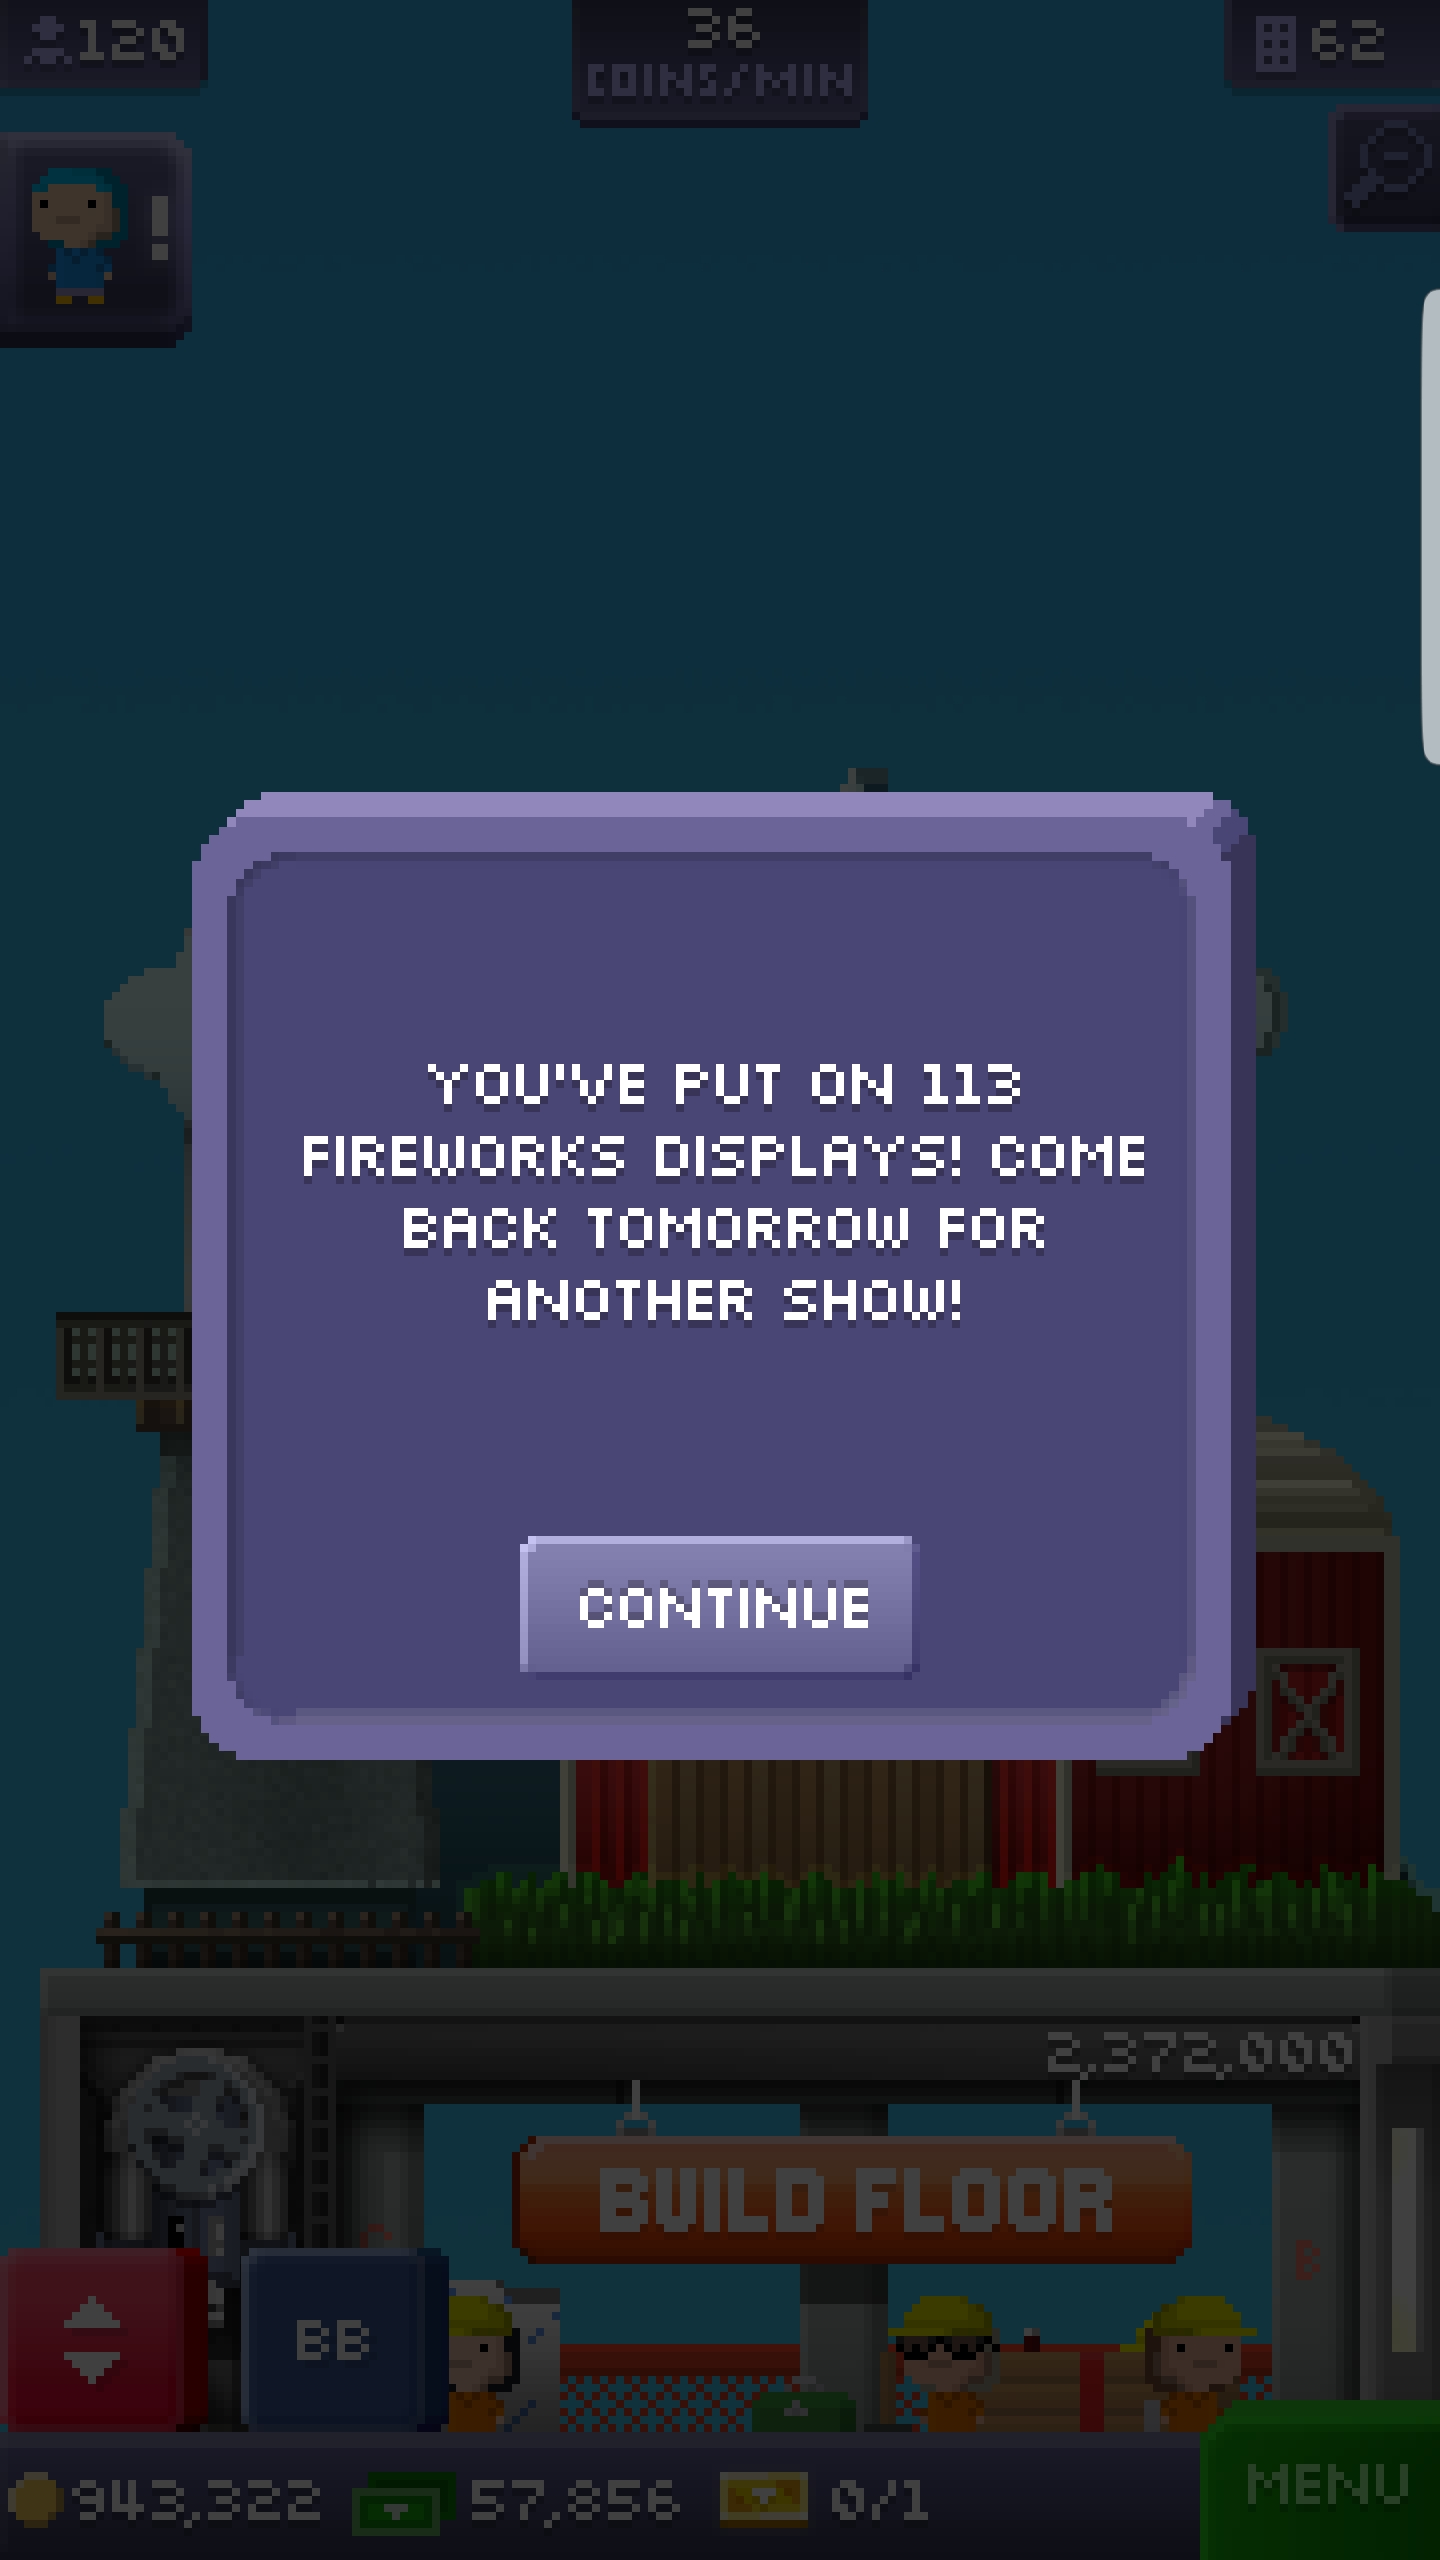 120
36
COINS/MIN
62
!
YOU'VE PUT ON 113
FIREWORKS DISPLAYS! COME
BACK TOMORROW FOR
ANOTHER SHOW!
CONTINUE
2,372,000
BUILD FLOOR
B
BB
943,322
57,856
0/1
MENU